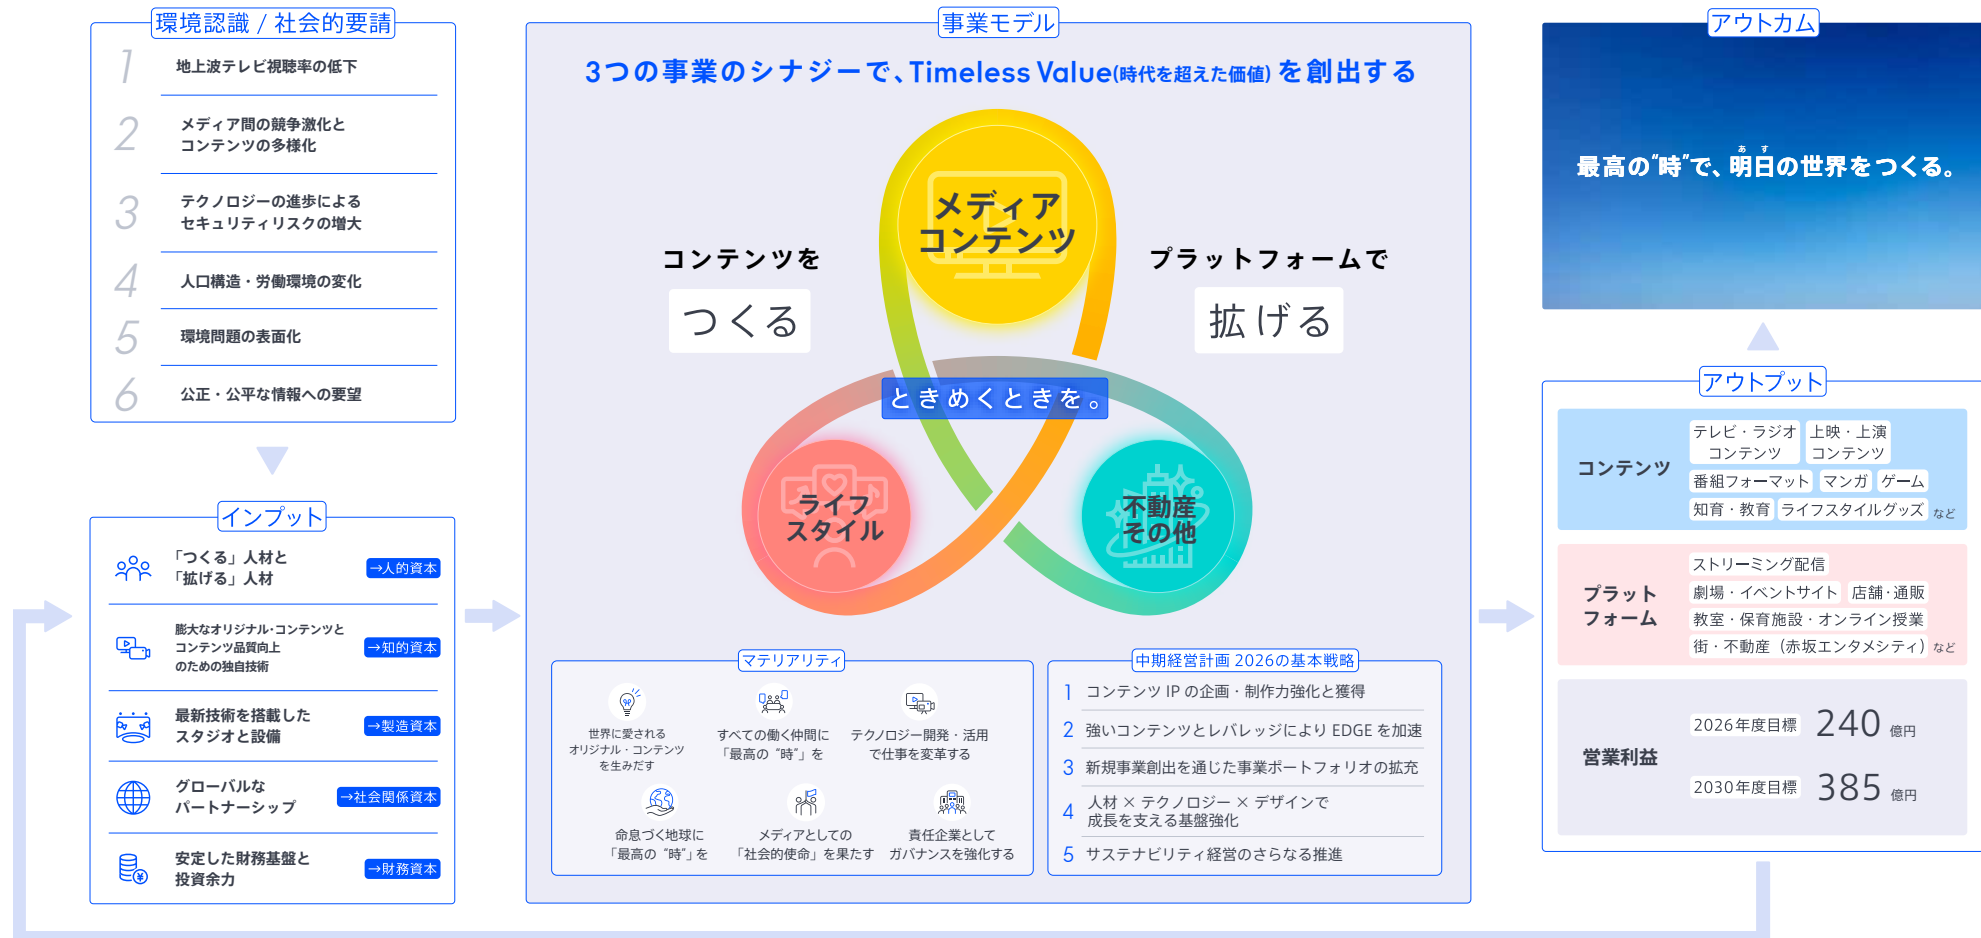 環境認識 / 社会的要請
1 地上波テレビ視聴率の低下
2 メディア間の競争激化と
コンテンツの多様化
3 テクノロジーの進歩による
セキュリティリスクの増大
4 人口構造・労働環境の変化
5 環境問題の表面化
6 公正・公平な情報への要望
インプット
「つくる」人材と
「拡げる」人材
→人的資本
膨大なオリジナル・コンテンツと
コンテンツ品質向上
のための独自技術
→知的資本
最新技術を搭載した
スタジオと設備
→製造資本
グローバルな
パートナーシップ
→社会関係資本
安定した財務基盤と
投資余力
→財務資本
事業モデル
3つの事業のシナジーで、Timeless Value(時代を超えた価値) を創出する
メディア
コンテンツ
コンテンツを
つくる
プラットフォームで
拡げる
ときめくときを。
ライフ
スタイル
不動産
その他
マテリアリティ
世界に愛される
オリジナル・コンテンツ
を生みだす
すべての働く仲間に
「最高の “時”」を
テクノロジー開発・活用
で仕事を変革する
命息づく地球に
「最高の “時”」を
メディアとしての
「社会的使命」を果たす
責任企業として
ガバナンスを強化する
中期経営計画 2026の基本戦略
1 コンテンツ IP の企画・制作力強化と獲得
2 強いコンテンツとレバレッジにより EDGE を加速
3 新規事業創出を通じた事業ポートフォリオの拡充
4 人材 × テクノロジー × デザインで
成長を支える基盤強化
5 サステナビリティ経営のさらなる推進
アウトカム
あ す
最高の“時”で、明日の世界をつくる。
アウトプット
コンテンツ
テレビ・ラジオ
コンテンツ
上映・上演
コンテンツ
番組フォーマット マンガ ゲーム
知育・教育 ライフスタイルグッズ など
プラット
フォーム
ストリーミング配信
劇場・イベントサイト 店舗・通販
教室・保育施設・オンライン授業
街・不動産（赤坂エンタメシティ） など
営業利益
2026年度目標 240 億円
2030年度目標 385 億円